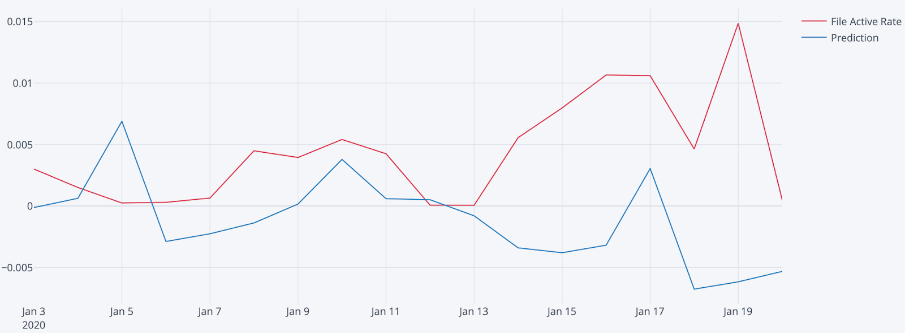 0.015
File Active Rate
Prediction
0.01
0.005
0
−0.005
Jan 3
2020
Jan 5
Jan 7
Jan 9
Jan 11
Jan 13
Jan 15
Jan 17
Jan 19